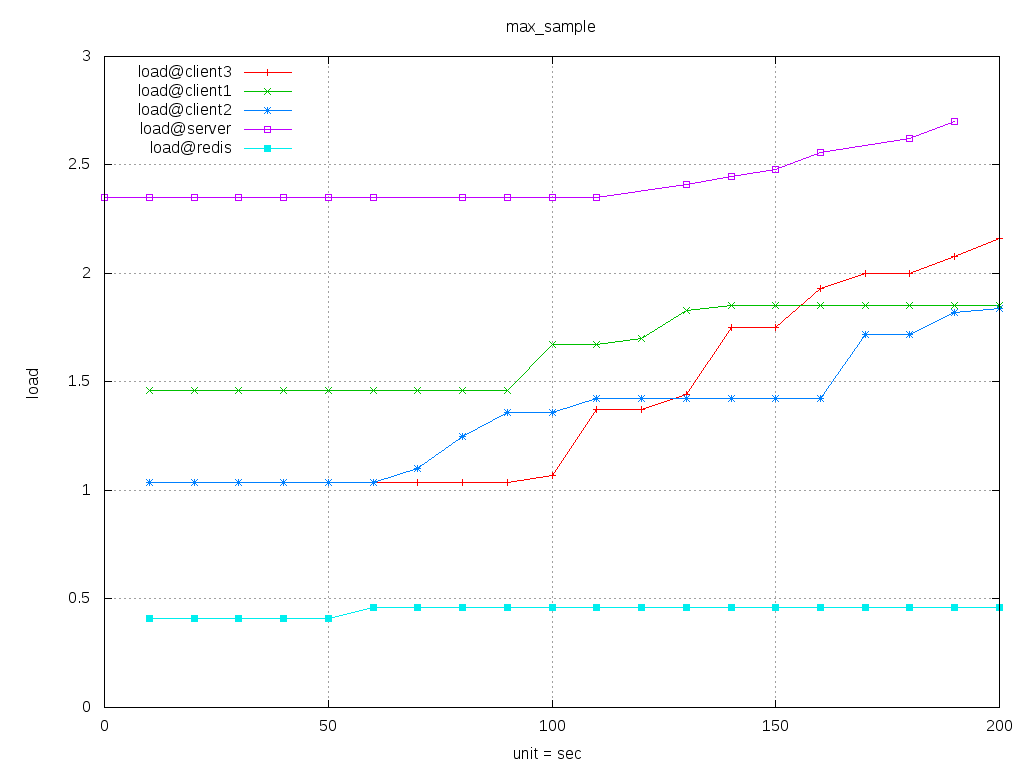 max_sample
3
2.5
2
1.5
1
0.5
0
load
load@client3
load@client1
load@client2
load@server
load@redis
0 50 100 150 200
unit = sec